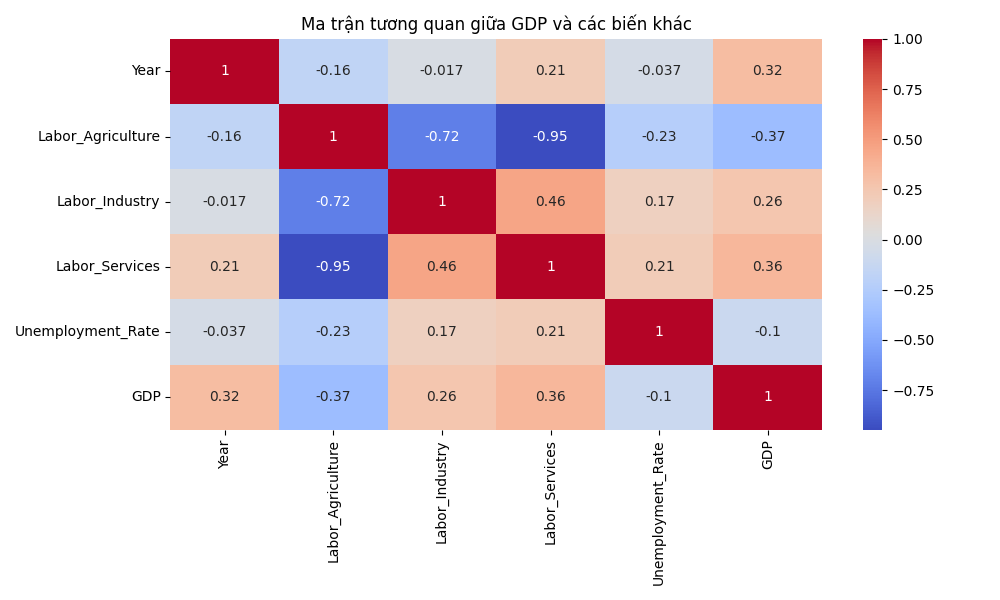 Ma trận tương quan giữa GDP và các biến khác
Year 1 -0.16 -0.017 0.21 -0.037 0.32
Labor_Agriculture -0.16 1 -0.72 -0.95 -0.23 -0.37
Labor_Industry -0.017 -0.72 1 0.46 0.17 0.26
Labor_Services 0.21 -0.95 0.46 1 0.21 0.36
Unemployment_Rate -0.037 -0.23 0.17 0.21 1 -0.1
GDP 0.32 -0.37 0.26 0.36 -0.1 1
Year
Labor_Agriculture
Labor_Industry
Labor_Services
Unemployment_Rate
GDP
1.00
0.75
0.50
0.25
0.00
−0.25
−0.50
−0.75